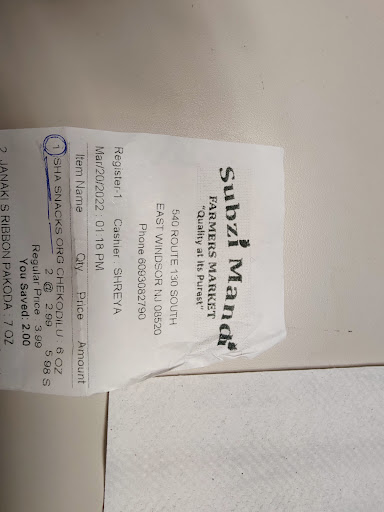 Subzi Mandi
FARMERS MARKET
"Quality at its Purest"
540 ROUTE 130 SOUTH
EAST WINDSOR NJ 08520
Phone 6093082790
Register-1 Cashier : SHREYA
Mar/20/2022 : 01:18 PM
Item Name Qty Price Amount
1 SHA SNACKS ORG CHEKODILU : 6 OZ
2 @ 2.99 5.98 S
Regular Price 3.99
You Saved: 2.00
2 JANAKI S RIBBON PAKODA : 7 OZ